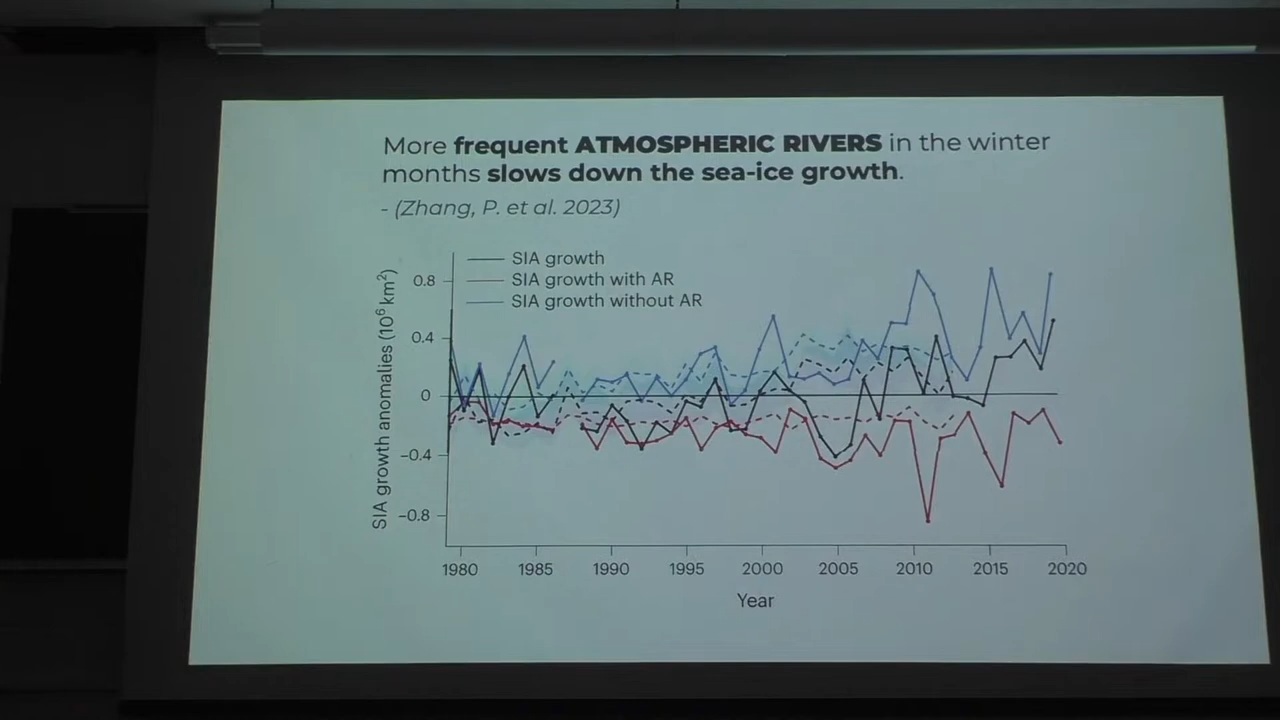 More frequent ATMOSPHERIC RIVERS in the winter
months slows down the sea-ice growth.
- (Zhang, P. et al. 2023)
SIA growth
SIA growth with AR
SIA growth without AR
SIA growth anomalies (10⁶ km²)
0.8
0.4
0
−0.4
−0.8
1980 1985 1990 1995 2000 2005 2010 2015 2020
Year